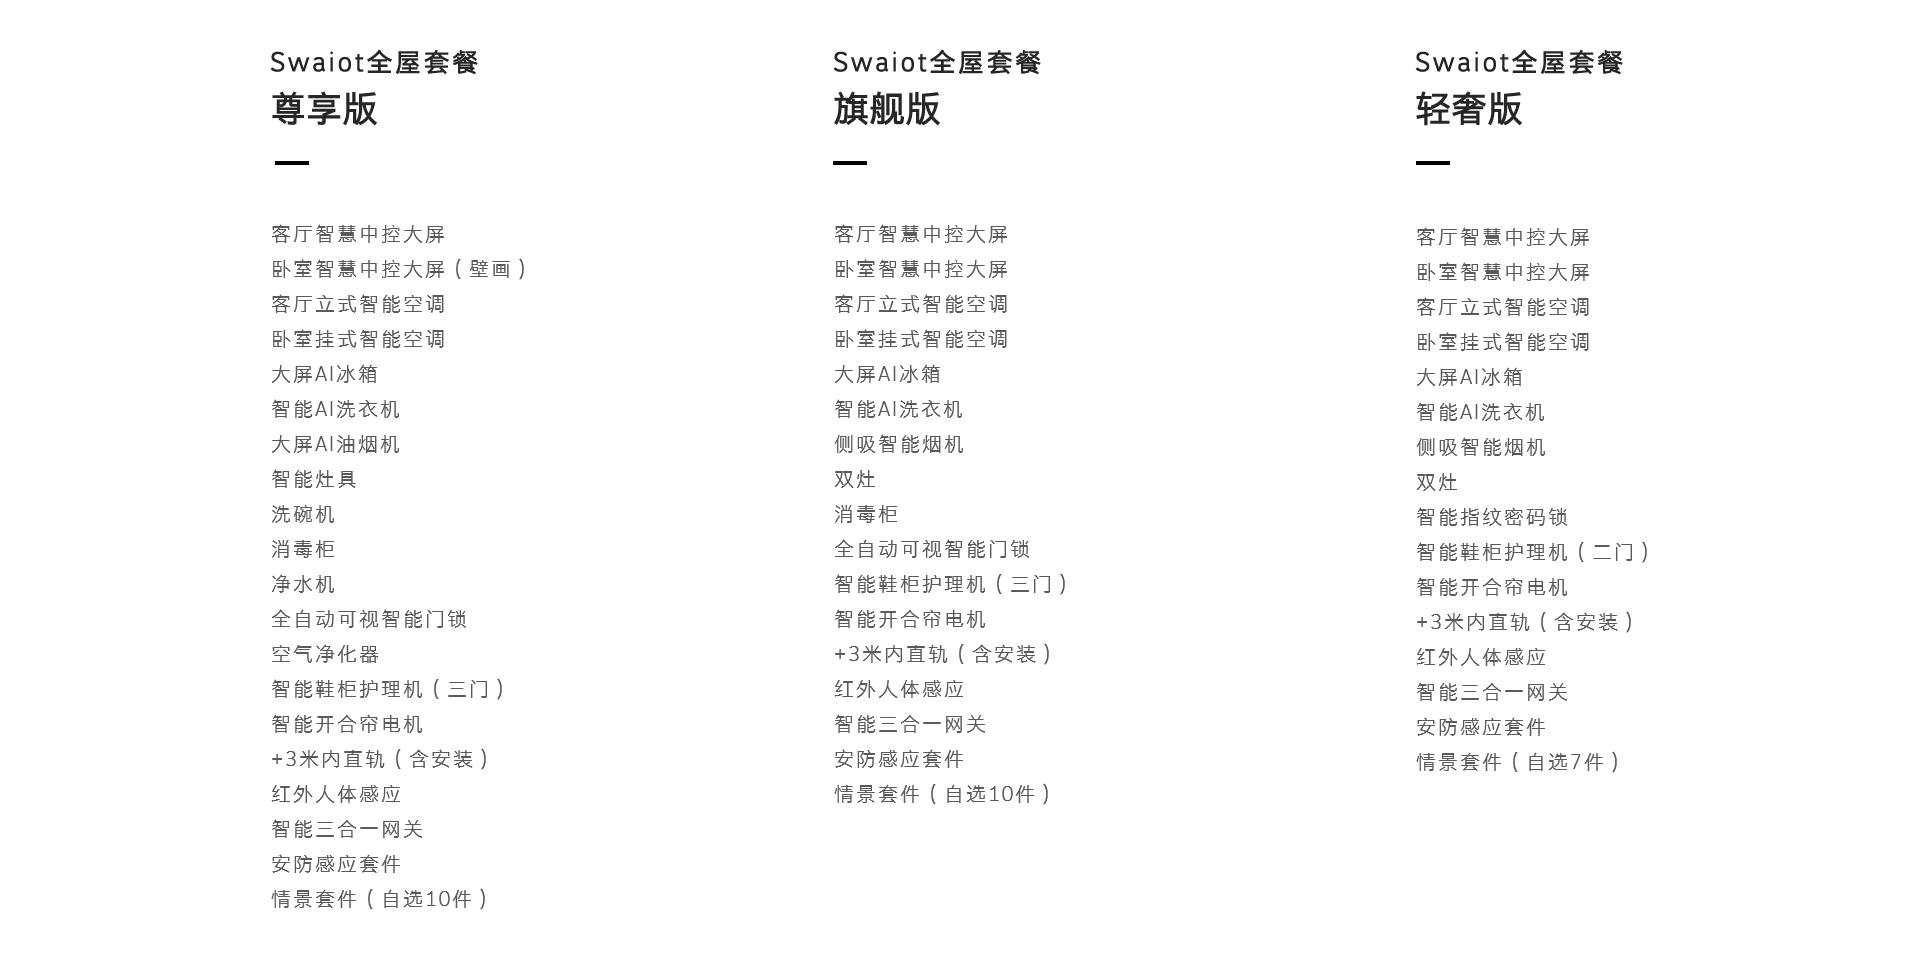 Swaiot全屋套餐
尊享版
客厅智慧中控大屏
卧室智慧中控大屏（壁画）
客厅立式智能空调
卧室挂式智能空调
大屏AI冰箱
智能AI洗衣机
大屏AI油烟机
智能灶具
洗碗机
消毒柜
净水机
全自动可视智能门锁
空气净化器
智能鞋柜护理机（三门）
智能开合帘电机
+3米内直轨（含安装）
红外人体感应
智能三合一网关
安防感应套件
情景套件（自选10件）
Swaiot全屋套餐
旗舰版
客厅智慧中控大屏
卧室智慧中控大屏
客厅立式智能空调
卧室挂式智能空调
大屏AI冰箱
智能AI洗衣机
侧吸智能烟机
双灶
消毒柜
全自动可视智能门锁
智能鞋柜护理机（三门）
智能开合帘电机
+3米内直轨（含安装）
红外人体感应
智能三合一网关
安防感应套件
情景套件（自选10件）
Swaiot全屋套餐
轻奢版
客厅智慧中控大屏
卧室智慧中控大屏
客厅立式智能空调
卧室挂式智能空调
大屏AI冰箱
智能AI洗衣机
侧吸智能烟机
双灶
智能指纹密码锁
智能鞋柜护理机（二门）
智能开合帘电机
+3米内直轨（含安装）
红外人体感应
智能三合一网关
安防感应套件
情景套件（自选7件）